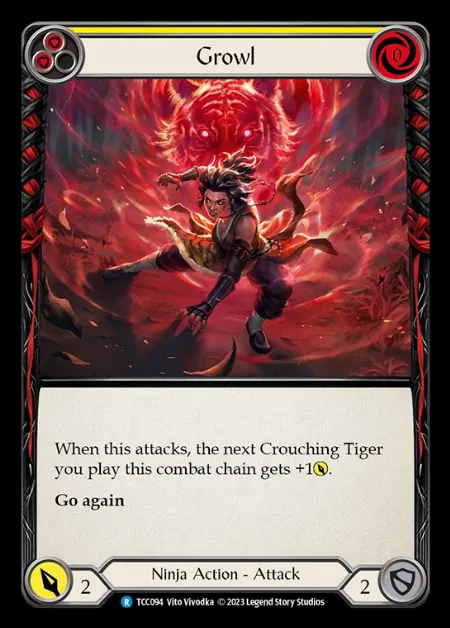 Growl
0
When this attacks, the next Crouching Tiger
you play this combat chain gets +1.
Go again
2
Ninja Action - Attack
2
R TCC094 Vito Vivodka © 2023 Legend Story Studios